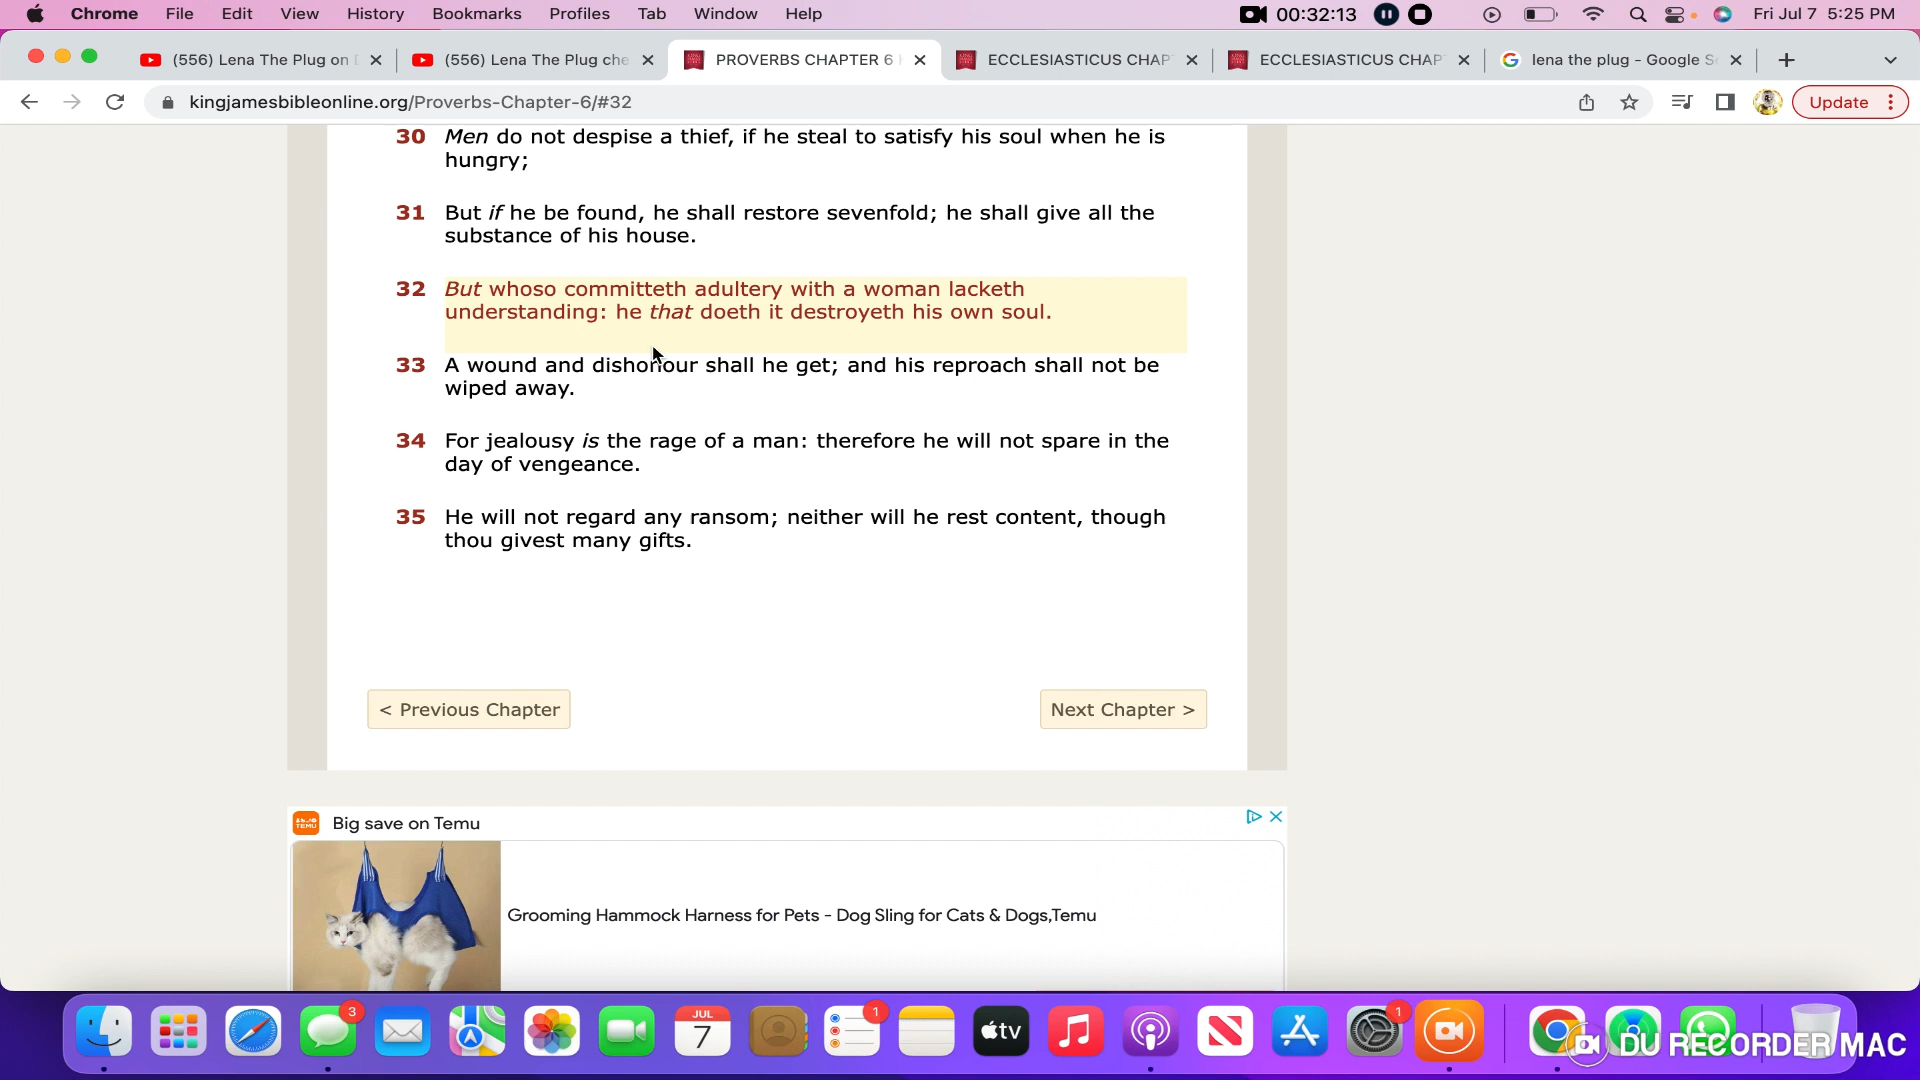 Chrome File Edit View History Bookmarks Profiles Tab Window Help 00:32:13 Fri Jul 7 5:25 PM
(556) Lena The Plug on (556) Lena The Plug che PROVERBS CHAPTER 6 ECCLESIASTICUS CHAP ECCLESIASTICUS CHAP lena the plug - Google S
kingjamesbibleonline.org/Proverbs-Chapter-6/#32 Update
30 Men do not despise a thief, if he steal to satisfy his soul when he is
hungry;
31 But if he be found, he shall restore sevenfold; he shall give all the
substance of his house.
32 But whoso committeth adultery with a woman lacketh
understanding: he that doeth it destroyeth his own soul.
33 A wound and dishonour shall he get; and his reproach shall not be
wiped away.
34 For jealousy is the rage of a man: therefore he will not spare in the
day of vengeance.
35 He will not regard any ransom; neither will he rest content, though
thou givest many gifts.
< Previous Chapter Next Chapter >
TEMU Big save on Temu
Grooming Hammock Harness for Pets - Dog Sling for Cats & Dogs,Temu
3 JUL 7 1 tv 1
DU RECORDER MAC